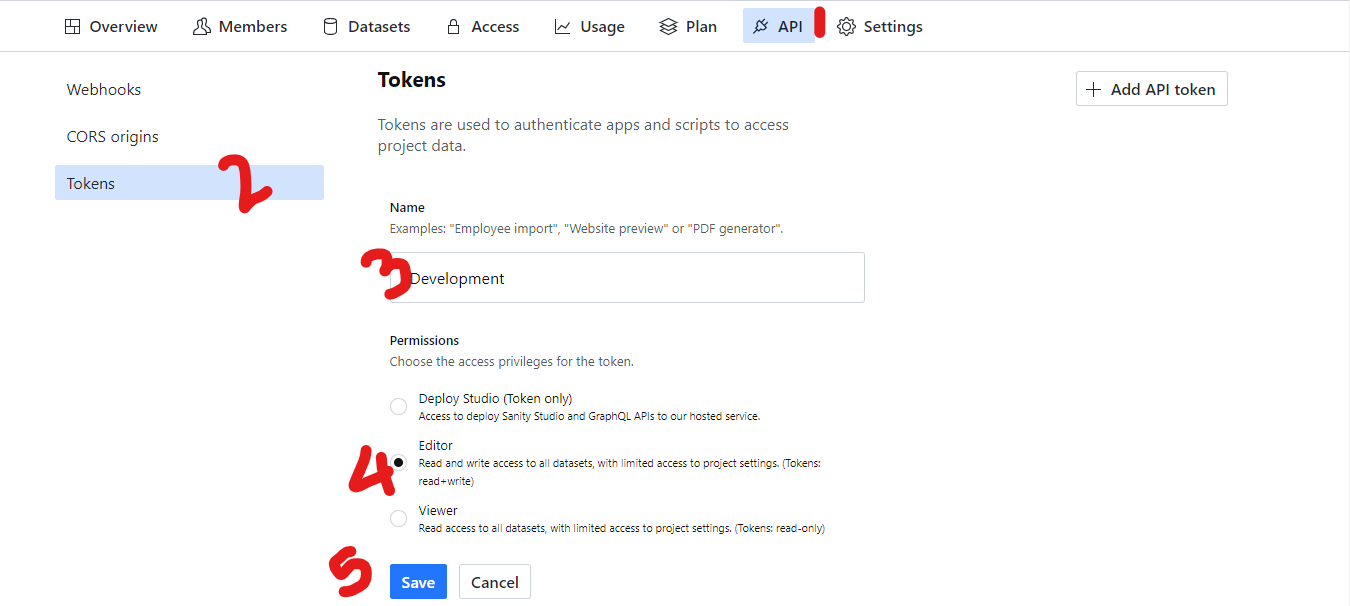 Overview Members Datasets Access Usage Plan API 1 Settings
Webhooks
CORS origins
Tokens 2
Tokens
+ Add API token
Tokens are used to authenticate apps and scripts to access
project data.
Name
Examples: "Employee import", "Website preview" or "PDF generator".
3 Development
Permissions
Choose the access privileges for the token.
Deploy Studio (Token only)
Access to deploy Sanity Studio and GraphQL APIs to our hosted service.
4 Editor
Read and write access to all datasets, with limited access to project settings. (Tokens:
read+write)
Viewer
Read access to all datasets, with limited access to project settings. (Tokens: read-only)
5 Save Cancel